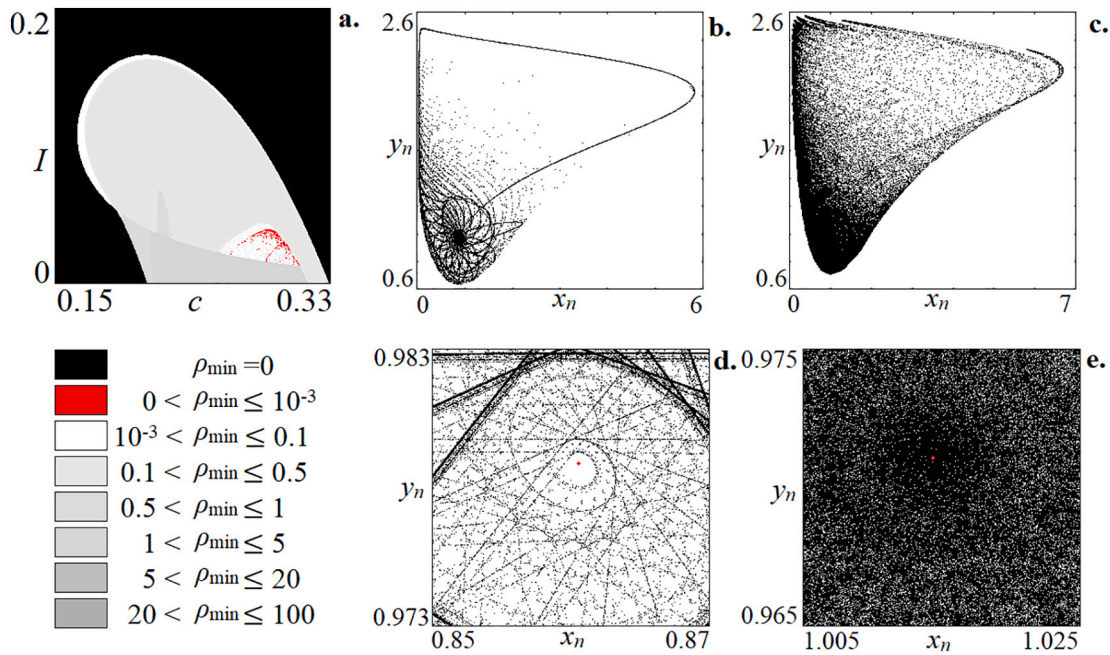 0.2 a.
I
0
0.15 c 0.33
2.6 b.
yn
0.6
0 xn 6
2.6 c.
yn
0.6
0 xn 7
ρmin =0
0 < ρmin ≤ 10-3
10-3 < ρmin ≤ 0.1
0.1 < ρmin ≤ 0.5
0.5 < ρmin ≤ 1
1 < ρmin ≤ 5
5 < ρmin ≤ 20
20 < ρmin ≤ 100
0.983 d.
yn
0.973
0.85 xn 0.87
0.975 e.
yn
0.965
1.005 xn 1.025